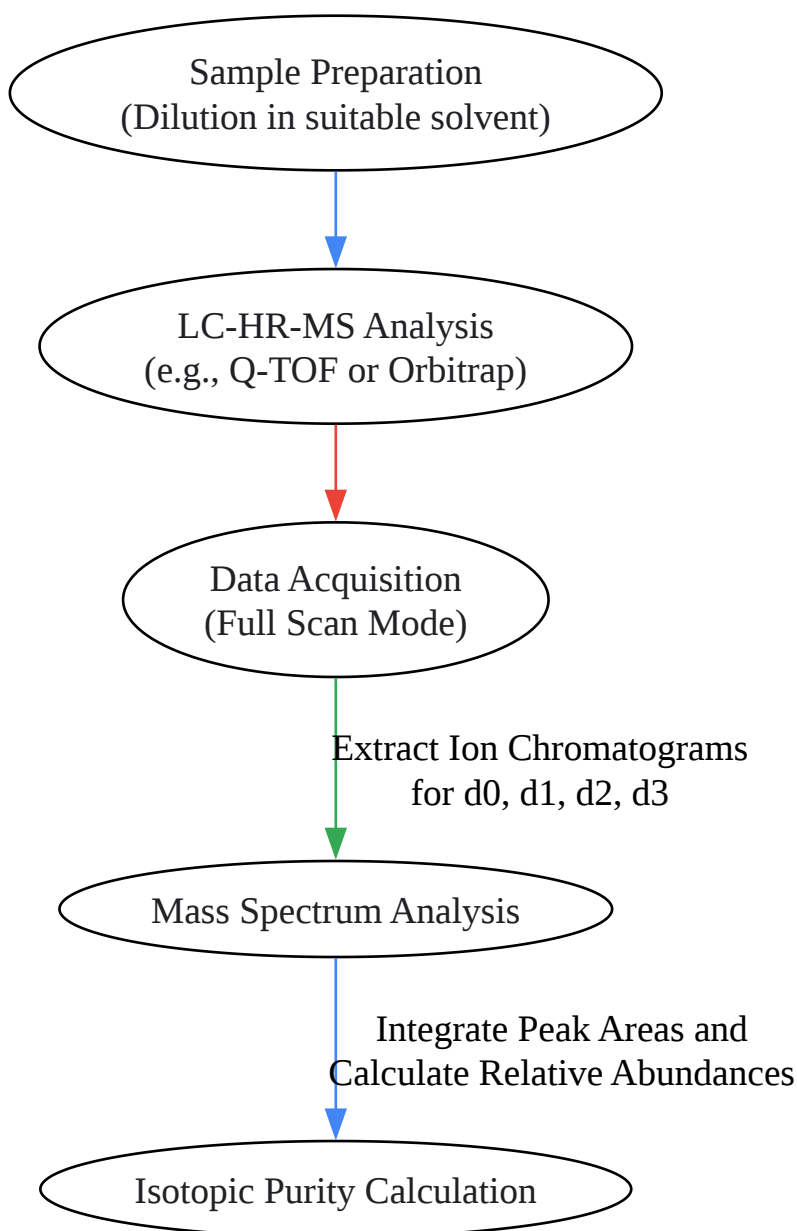 Sample Preparation
(Dilution in suitable solvent)
LC-HR-MS Analysis
(e.g., Q-TOF or Orbitrap)
Data Acquisition
(Full Scan Mode)
Extract Ion Chromatograms
for d0, d1, d2, d3
Mass Spectrum Analysis
Integrate Peak Areas and
Calculate Relative Abundances
Isotopic Purity Calculation